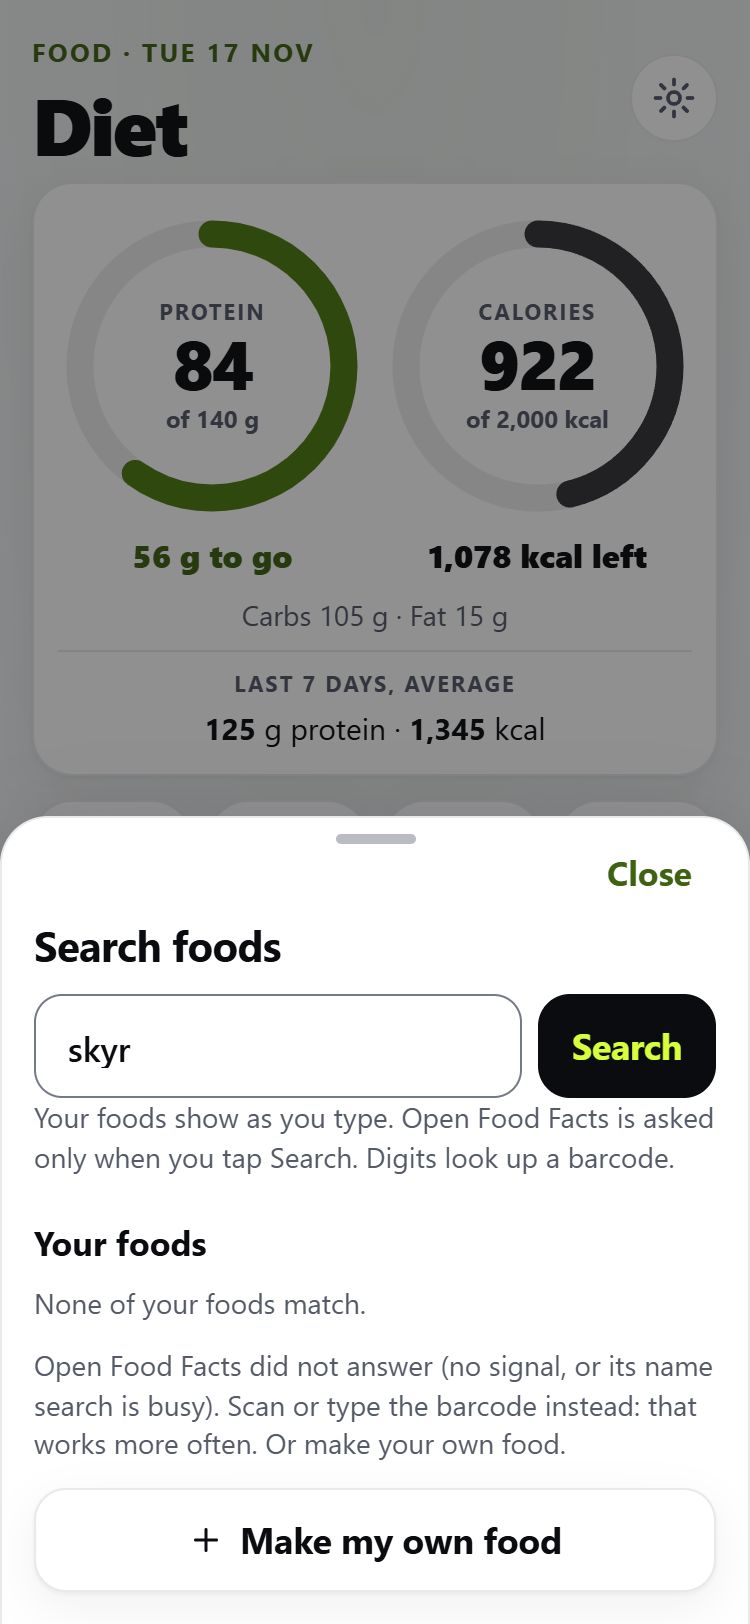 FOOD · TUE 17 NOV
Diet
PROTEIN
84
of 140 g
CALORIES
922
of 2,000 kcal
56 g to go
1,078 kcal left
Carbs 105 g · Fat 15 g
LAST 7 DAYS, AVERAGE
125 g protein · 1,345 kcal
Close
Search foods
skyr
Search
Your foods show as you type. Open Food Facts is asked
only when you tap Search. Digits look up a barcode.
Your foods
None of your foods match.
Open Food Facts did not answer (no signal, or its name
search is busy). Scan or type the barcode instead: that
works more often. Or make your own food.
Make my own food